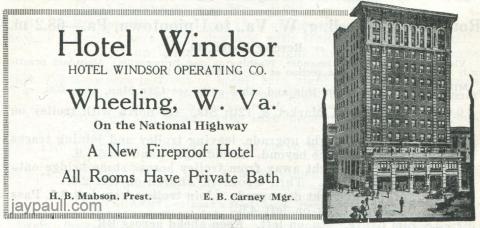 Hotel Windsor
HOTEL WINDSOR OPERATING CO.
Wheeling, W. Va.
On the National Highway
A New Fireproof Hotel
All Rooms Have Private Bath
H. B. Mabson, Prest. E. B. Carney Mgr.
jaypaull.com